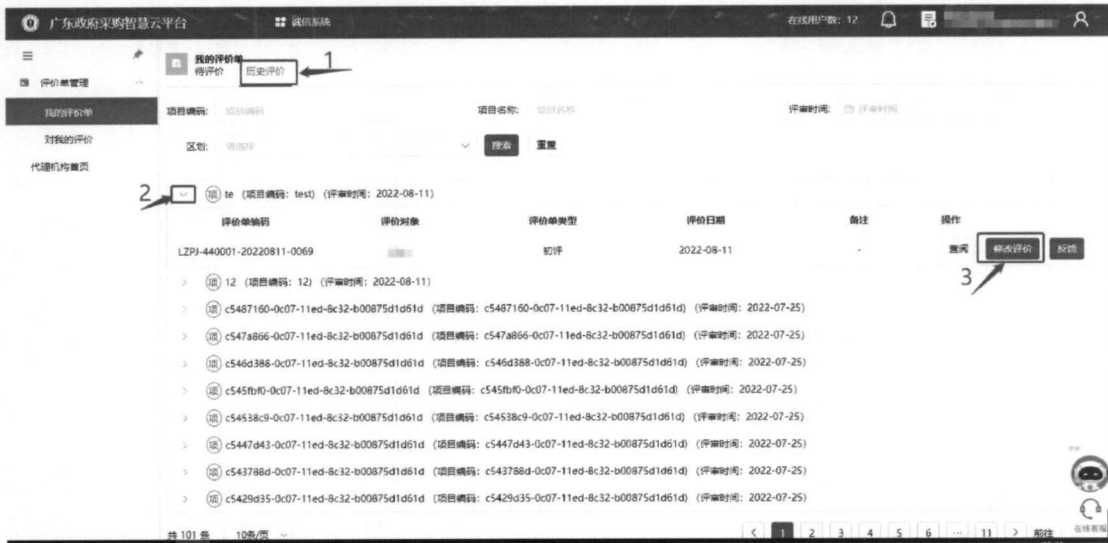 广东政府采购智慧云平台
诚信系统
在线用户数: 12
评价单管理
我的评价单
对我的评价
代理机构首页
我的评价单
待评价 历史评价
1
项目编码: 项目编码 项目名称: 项目名称 评审时间: 评审时间
区划: 请选择 搜索 重置
2
项 te (项目编码: test) (评审时间: 2022-08-11)
评价单编码 评价对象 评价单类型 评价日期 备注 操作
LZPJ-440001-20220811-0069 初评 2022-08-11 - 查阅 修改评价 反馈
3
项 12 (项目编码: 12) (评审时间: 2022-08-11)
项 c5487160-0c07-11ed-8c32-b00875d1d61d (项目编码: c5487160-0c07-11ed-8c32-b00875d1d61d) (评审时间: 2022-07-25)
项 c547a866-0c07-11ed-8c32-b00875d1d61d (项目编码: c547a866-0c07-11ed-8c32-b00875d1d61d) (评审时间: 2022-07-25)
项 c546d388-0c07-11ed-8c32-b00875d1d61d (项目编码: c546d388-0c07-11ed-8c32-b00875d1d61d) (评审时间: 2022-07-25)
项 c545fbf0-0c07-11ed-8c32-b00875d1d61d (项目编码: c545fbf0-0c07-11ed-8c32-b00875d1d61d) (评审时间: 2022-07-25)
项 c54538c9-0c07-11ed-8c32-b00875d1d61d (项目编码: c54538c9-0c07-11ed-8c32-b00875d1d61d) (评审时间: 2022-07-25)
项 c5447d43-0c07-11ed-8c32-b00875d1d61d (项目编码: c5447d43-0c07-11ed-8c32-b00875d1d61d) (评审时间: 2022-07-25)
项 c543788d-0c07-11ed-8c32-b00875d1d61d (项目编码: c543788d-0c07-11ed-8c32-b00875d1d61d) (评审时间: 2022-07-25)
项 c5429d35-0c07-11ed-8c32-b00875d1d61d (项目编码: c5429d35-0c07-11ed-8c32-b00875d1d61d) (评审时间: 2022-07-25)
共 101 条 10条/页 < 1 2 3 4 5 6 ... 11 > 前往
在线客服